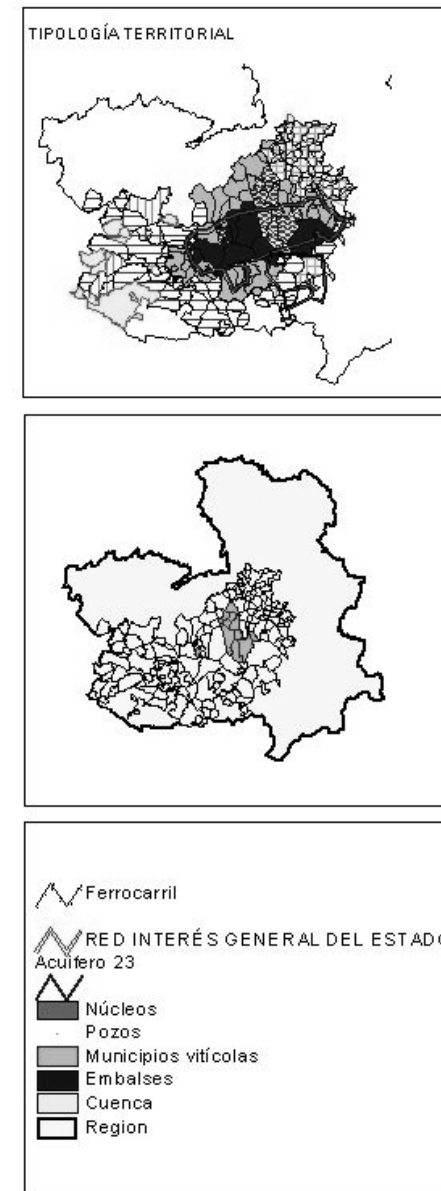 TIPOLOGÍA TERRITORIAL
Ferrocarril
RED INTERÉS GENERAL DEL ESTADO
Acuífero 23
Núcleos
Pozos
Municipios vitícolas
Embalses
Cuenca
Region